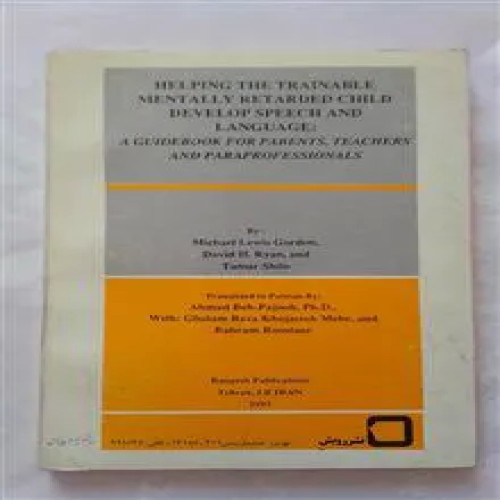 HELPING THE TRAINABLE
MENTALLY RETARDED CHILD
DEVELOP SPEECH AND
LANGUAGE:
A GUIDEBOOK FOR PARENTS, TEACHERS
AND PARAPROFESSIONALS
By:
Michael Lewis Gordon,
David H. Ryan, and
Tamar Shilo
Translated to Persian By:
Ahmad Beh-Pajooh, Ph.D.,
With: Gholam Reza Khojasteh Mehr, and
Bahram
Publications
Tehran, I.R IRAN
نشر رویش